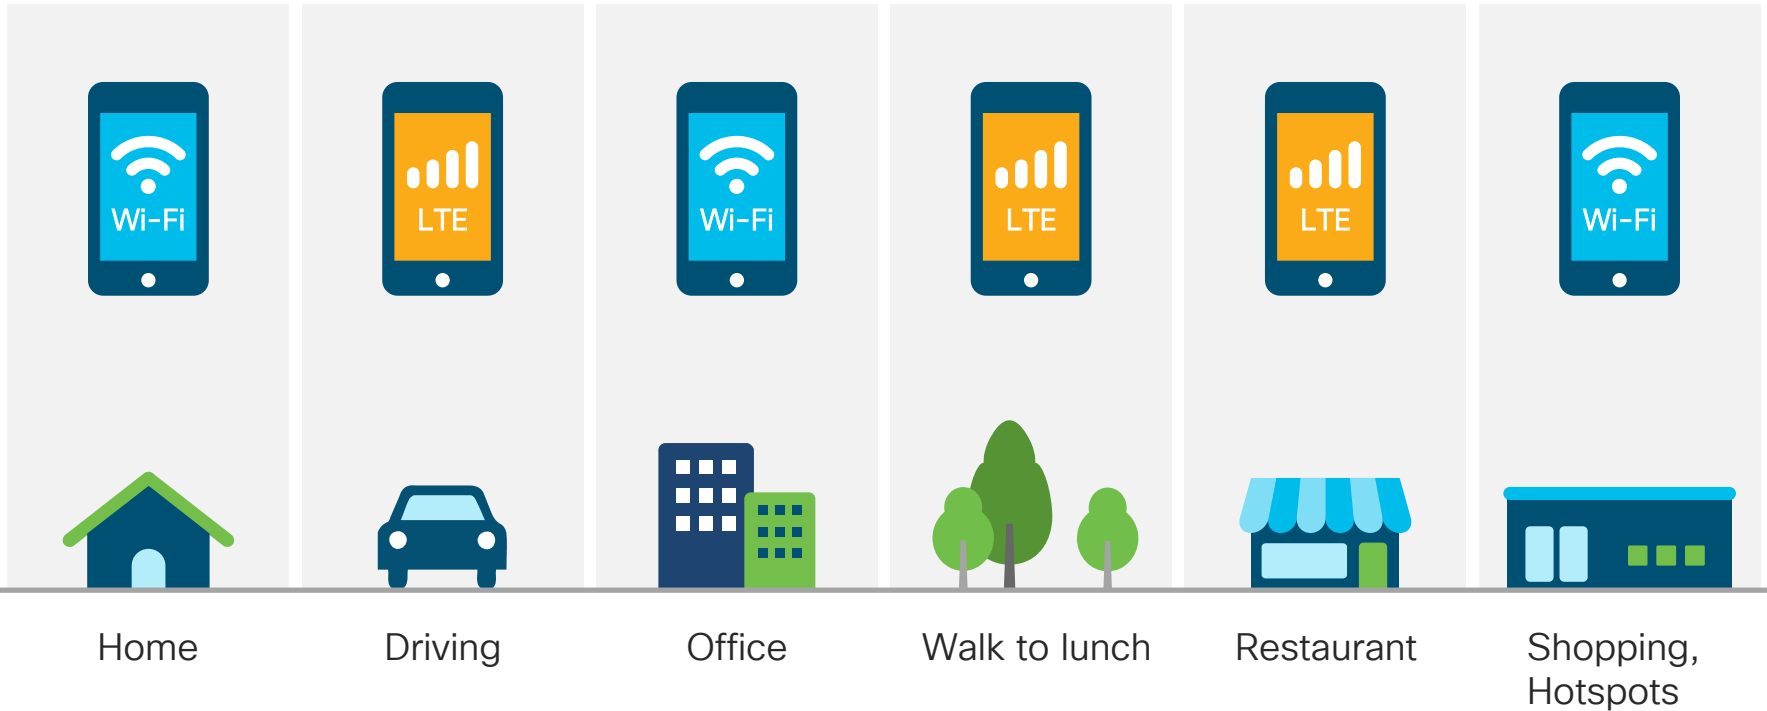 Wi-Fi
LTE
Wi-Fi
LTE
LTE
Wi-Fi
Home
Driving
Office
Walk to lunch
Restaurant
Shopping,
Hotspots